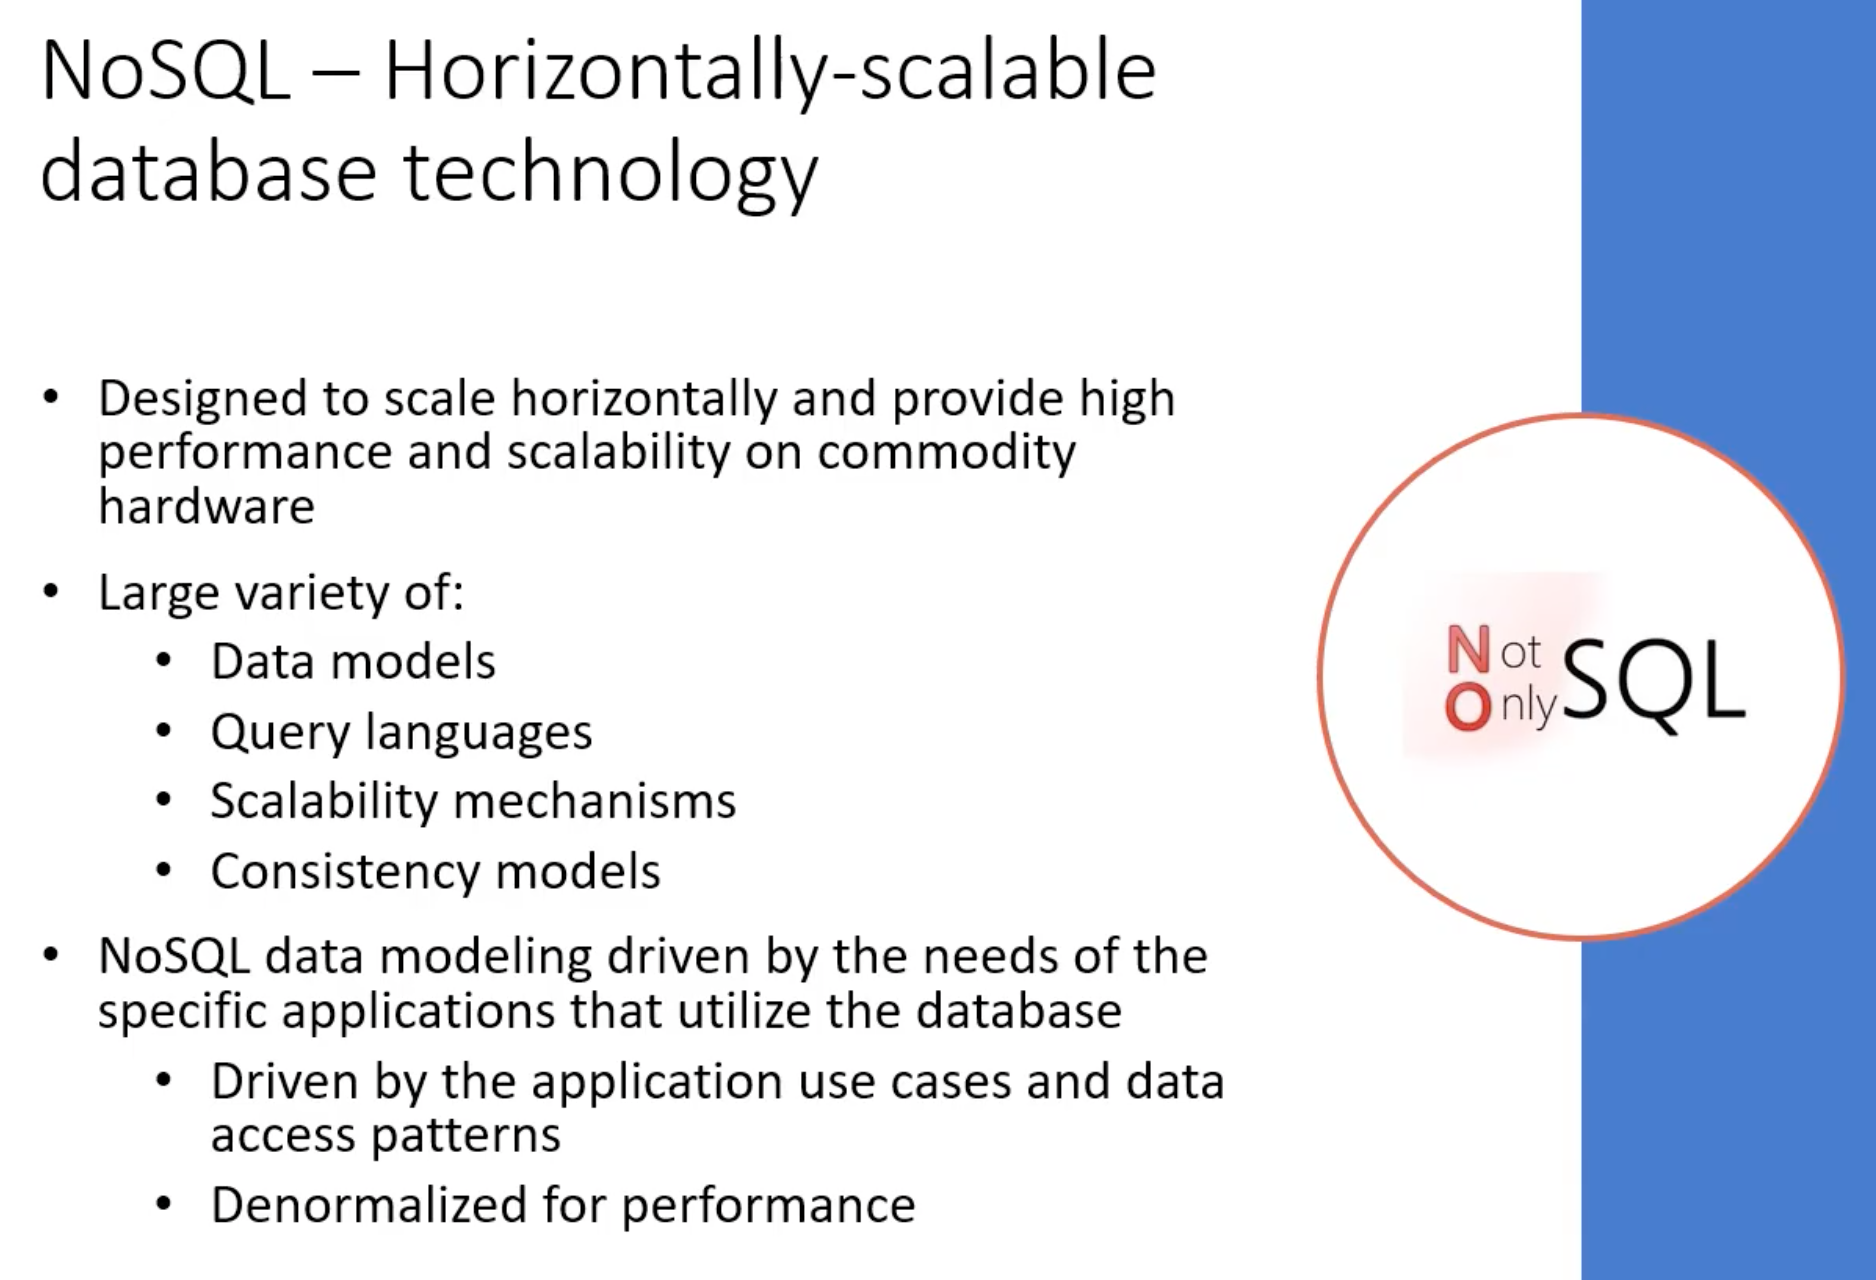 NoSQL – Horizontally-scalable
database technology
• Designed to scale horizontally and provide high
performance and scalability on commodity
hardware
• Large variety of:
• Data models
• Query languages
• Scalability mechanisms
• Consistency models
• NoSQL data modeling driven by the needs of the
specific applications that utilize the database
• Driven by the application use cases and data
access patterns
• Denormalized for performance
Not
Only SQL